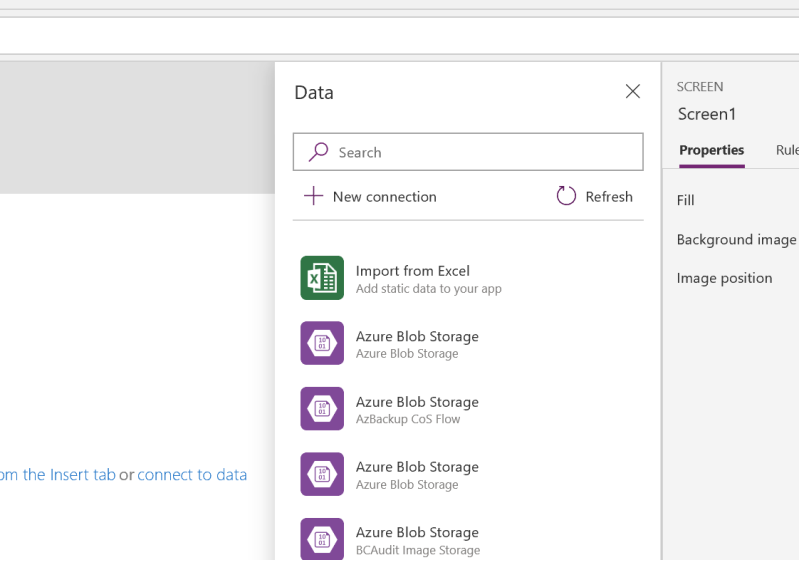 Data
Search
New connection
Refresh
Import from Excel
Add static data to your app
Azure Blob Storage
Azure Blob Storage
Azure Blob Storage
AzBackup CoS Flow
Azure Blob Storage
Azure Blob Storage
Azure Blob Storage
BCAudit Image Storage
om the Insert tab or connect to data
SCREEN
Screen1
Properties Rule
Fill
Background image
Image position